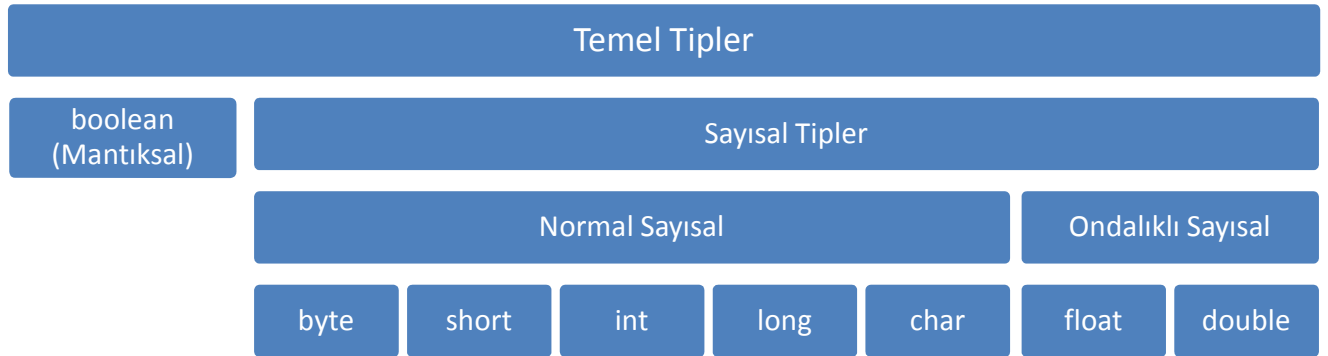 Temel Tipler
boolean
(Mantıksal)
Sayısal Tipler
Normal Sayısal
Ondalıklı Sayısal
byte
short
int
long
char
float
double